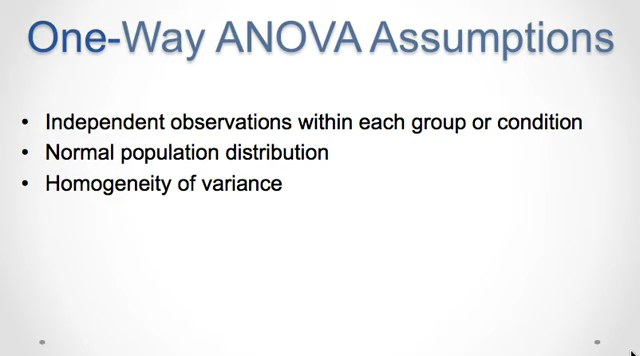 One-Way ANOVA Assumptions
• Independent observations within each group or condition
• Normal population distribution
• Homogeneity of variance